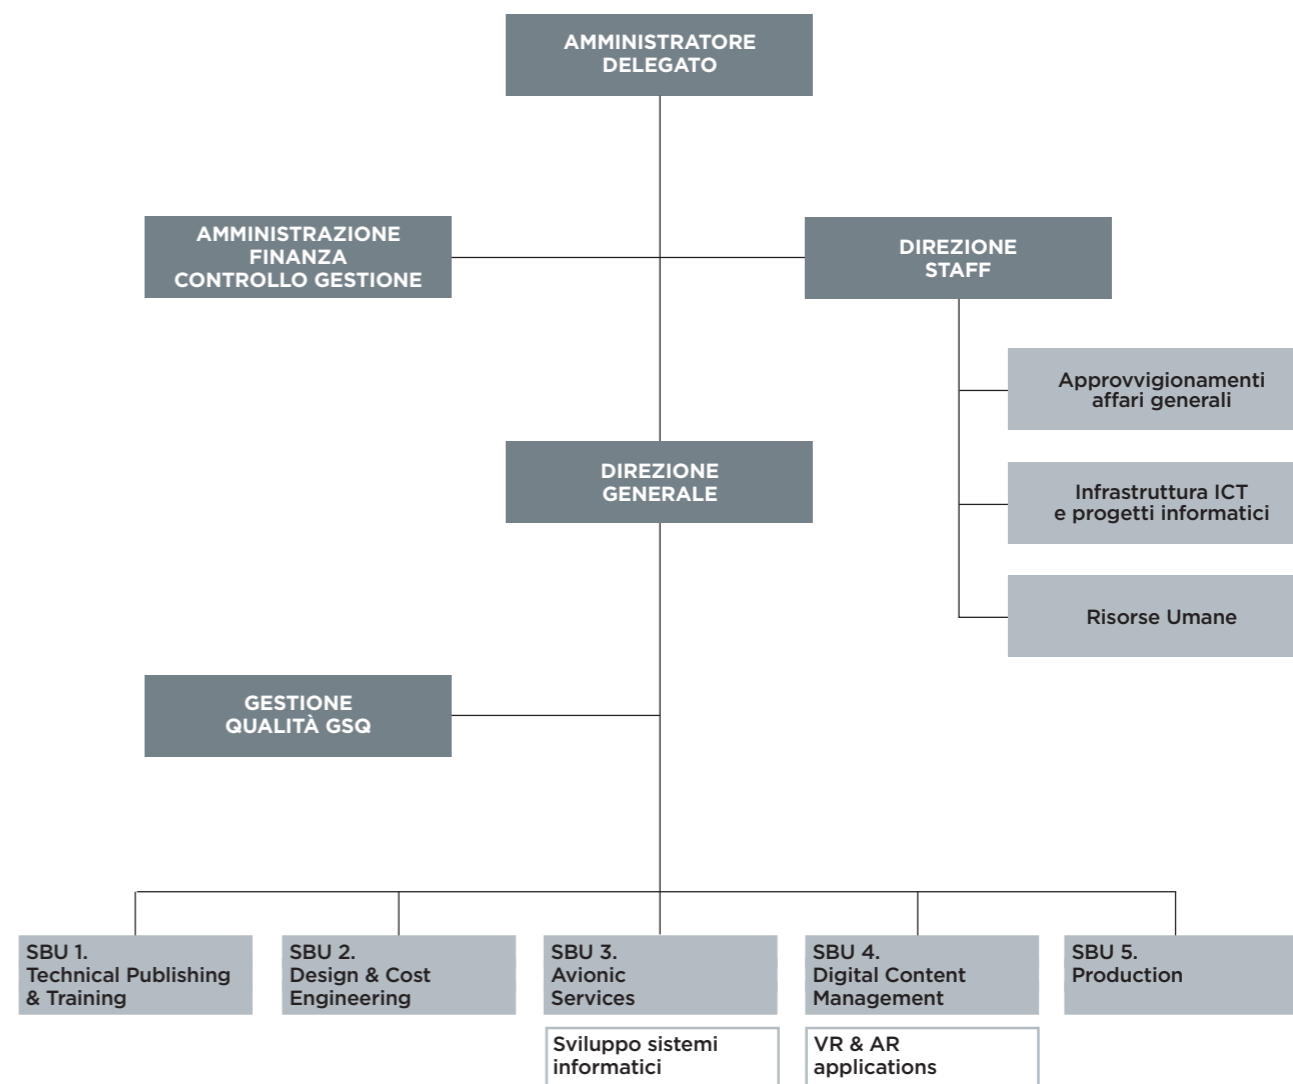 AMMINISTRATORE
DELEGATO
AMMINISTRAZIONE
FINANZA
CONTROLLO GESTIONE
DIREZIONE
STAFF
Approvvigionamenti
affari generali
Infrastruttura ICT
e progetti informatici
Risorse Umane
DIREZIONE
GENERALE
GESTIONE
QUALITÀ GSQ
SBU 1.
Technical Publishing
& Training
SBU 2.
Design & Cost
Engineering
SBU 3.
Avionic
Services
Sviluppo sistemi
informatici
SBU 4.
Digital Content
Management
VR & AR
applications
SBU 5.
Production